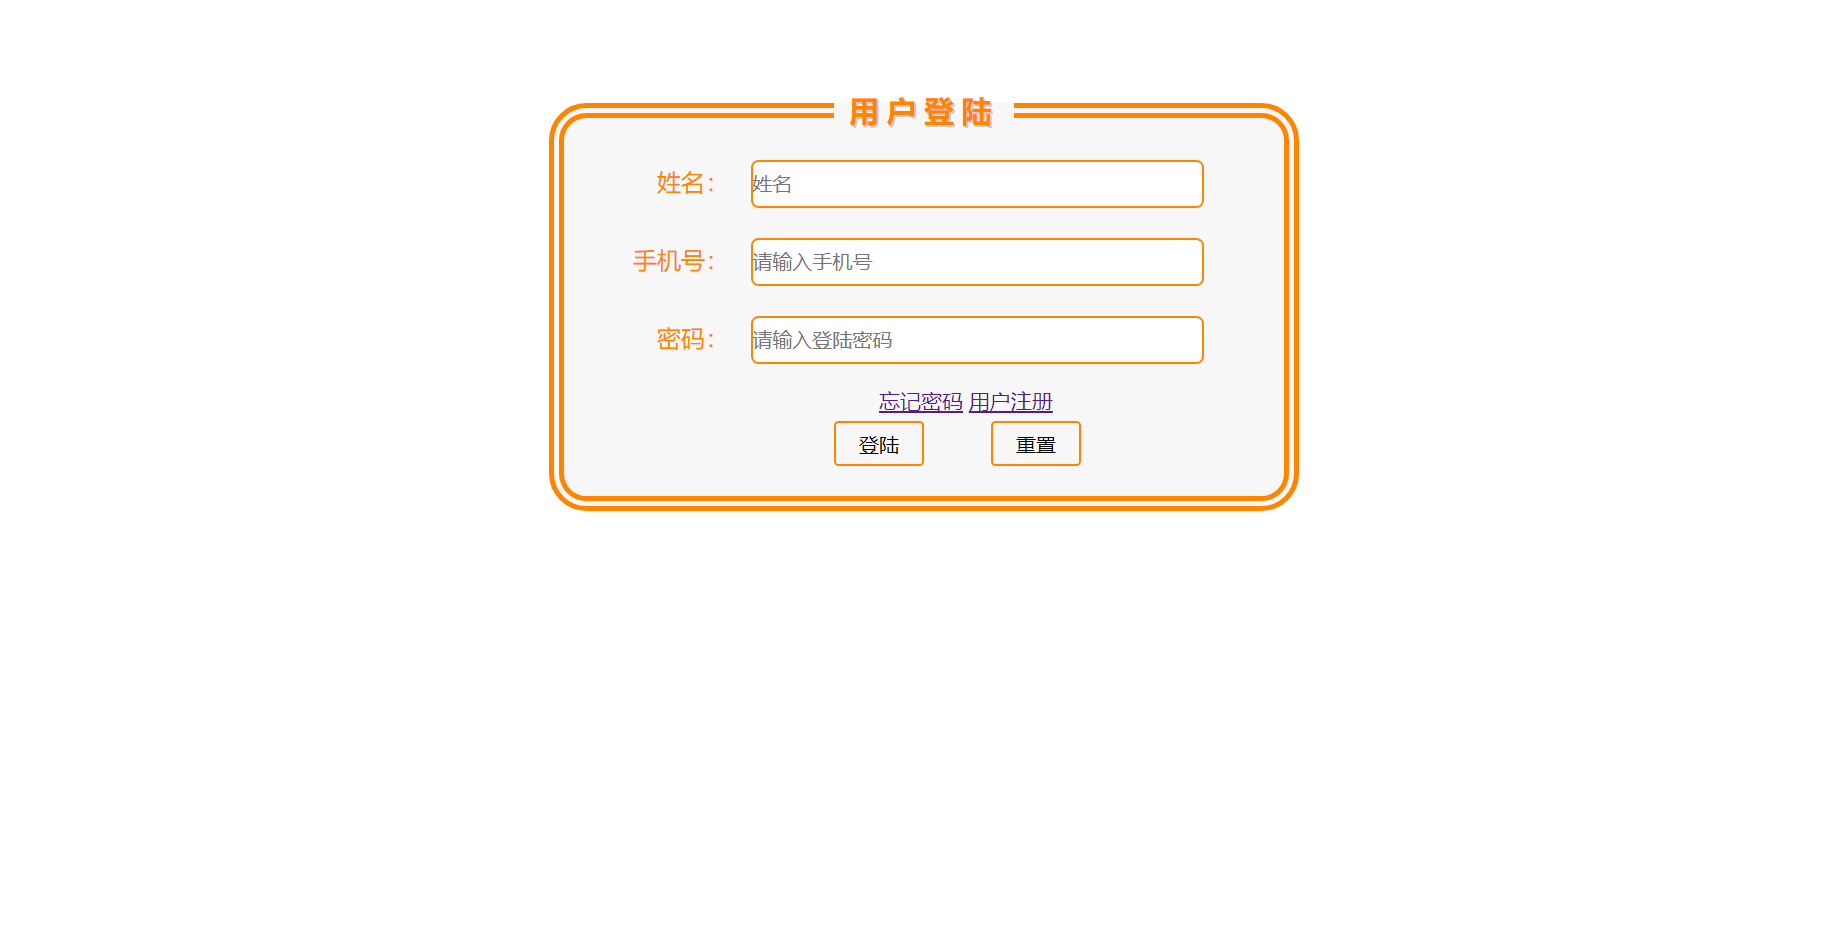 用户登陆
姓名： 姓名
手机号： 请输入手机号
密码： 请输入登陆密码
忘记密码 用户注册
登陆 重置